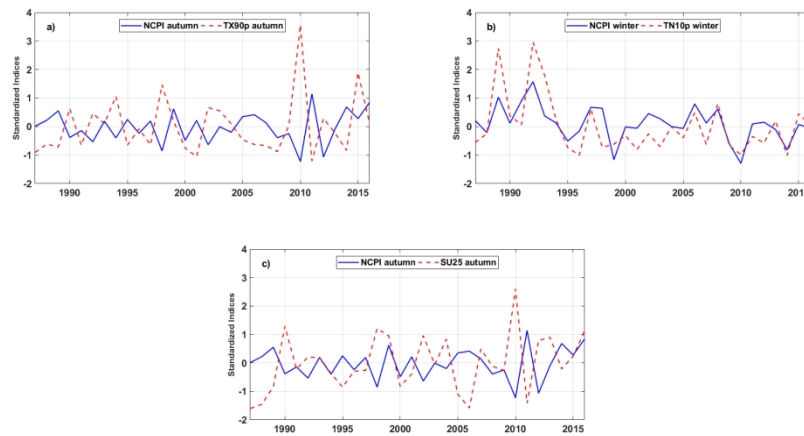 a)
NCPI autumn TX90p autumn
Standardized Indices
4
3
2
1
0
-1
-2
1990 1995 2000 2005 2010 2015
b)
NCPI winter TN10p winter
Standardized Indices
4
3
2
1
0
-1
-2
1990 1995 2000 2005 2010
c)
NCPI autumn SU25 autumn
Standardized Indices
4
3
2
1
0
-1
-2
1990 1995 2000 2005 2010 2015